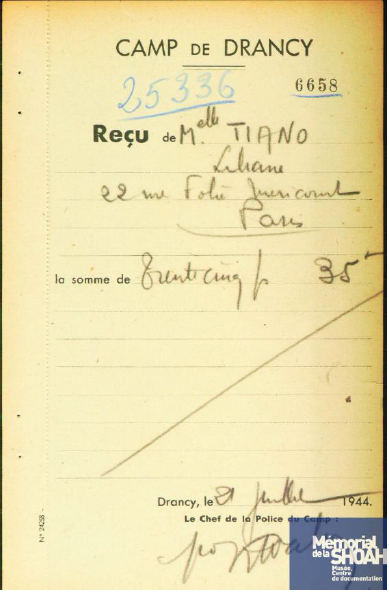 CAMP DE DRANCY
25336
6658
Reçu de Melle TIANO
Liliane
22 rue Folie Méricourt
Paris
la somme de Trente cinq f 35
Drancy, le 21 juillet 1944.
Le Chef de la Police du Camp :
N° 2428
Mémorial
de la SHOAH
Musée,
Centre
de documentation